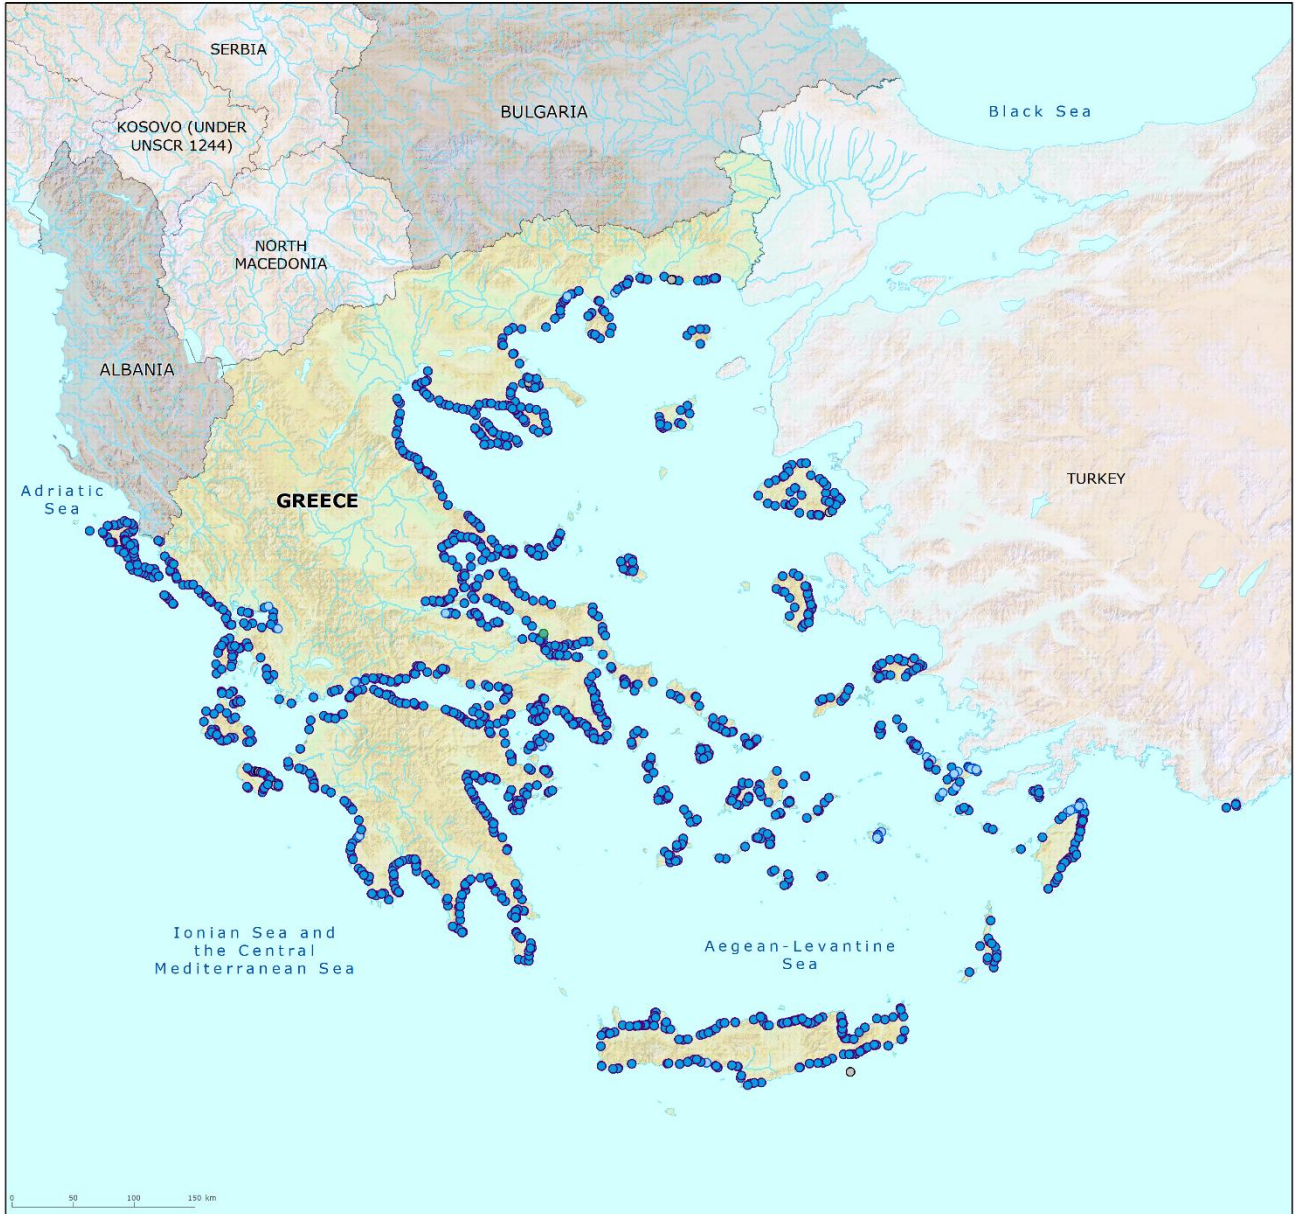 SERBIA
BULGARIA
Black Sea
KOSOVO (UNDER
UNSCR 1244)
NORTH
MACEDONIA
ALBANIA
Adriatic
Sea
GREECE
TURKEY
Ionian Sea and
the Central
Mediterranean Sea
Aegean-Levantine
Sea
0 50 100 150 km